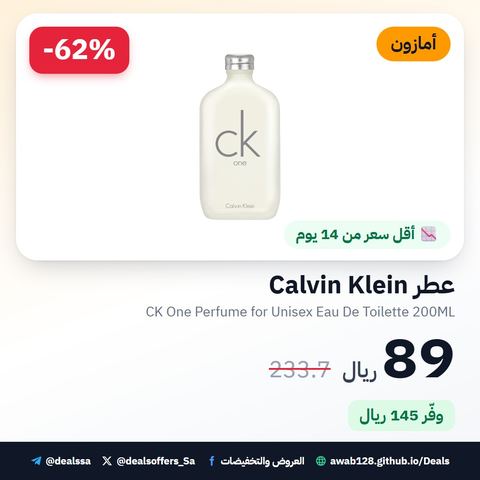 -62%
أمازون
ck
one
Calvin Klein
أقل سعر من 14 يوم
عطر Calvin Klein
CK One Perfume for Unisex Eau De Toilette 200ML
89 ريال 233.7
وفّر 145 ريال
@dealssa @dealsoffers_Sa العروض والتخفيضات awab128.github.io/Deals